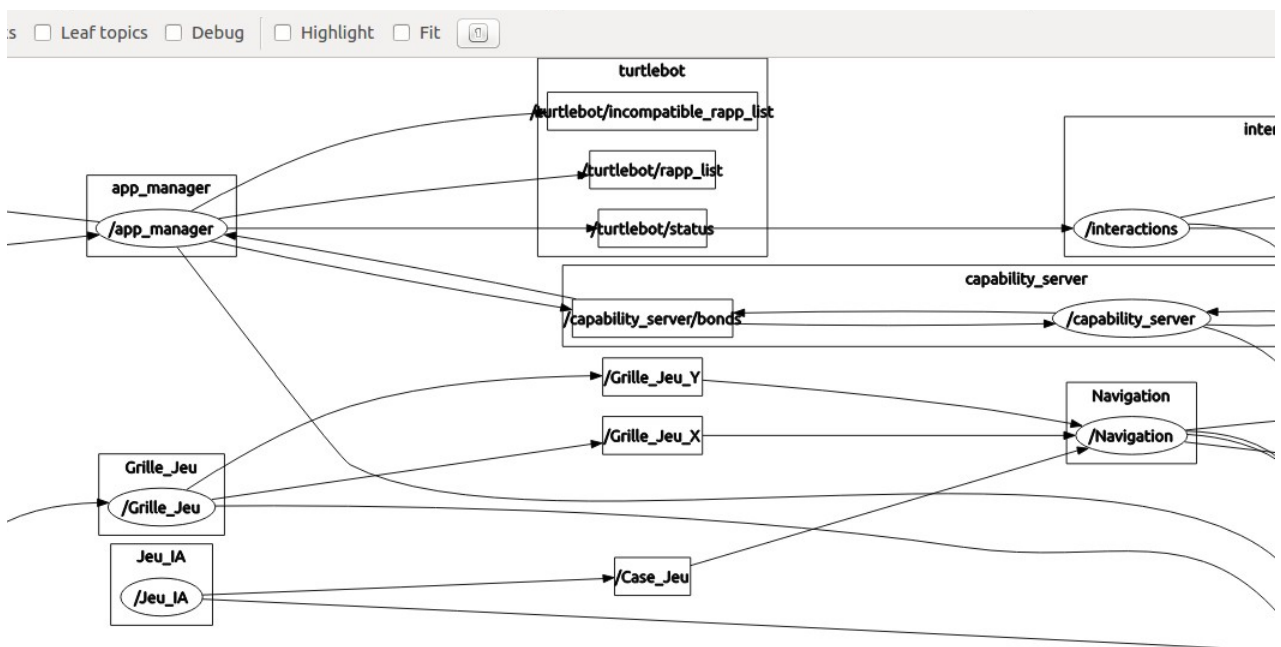 s Leaf topics Debug Highlight Fit
turtlebot
/turtlebot/incompatible_rapp_list
/turtlebot/rapp_list
/turtlebot/status
app_manager
/app_manager
inter
/interactions
capability_server
/capability_server/bonds
/capability_server
/Grille_Jeu_Y
/Grille_Jeu_X
Navigation
/Navigation
Grille_Jeu
/Grille_Jeu
Jeu_IA
/Jeu_IA
/Case_Jeu